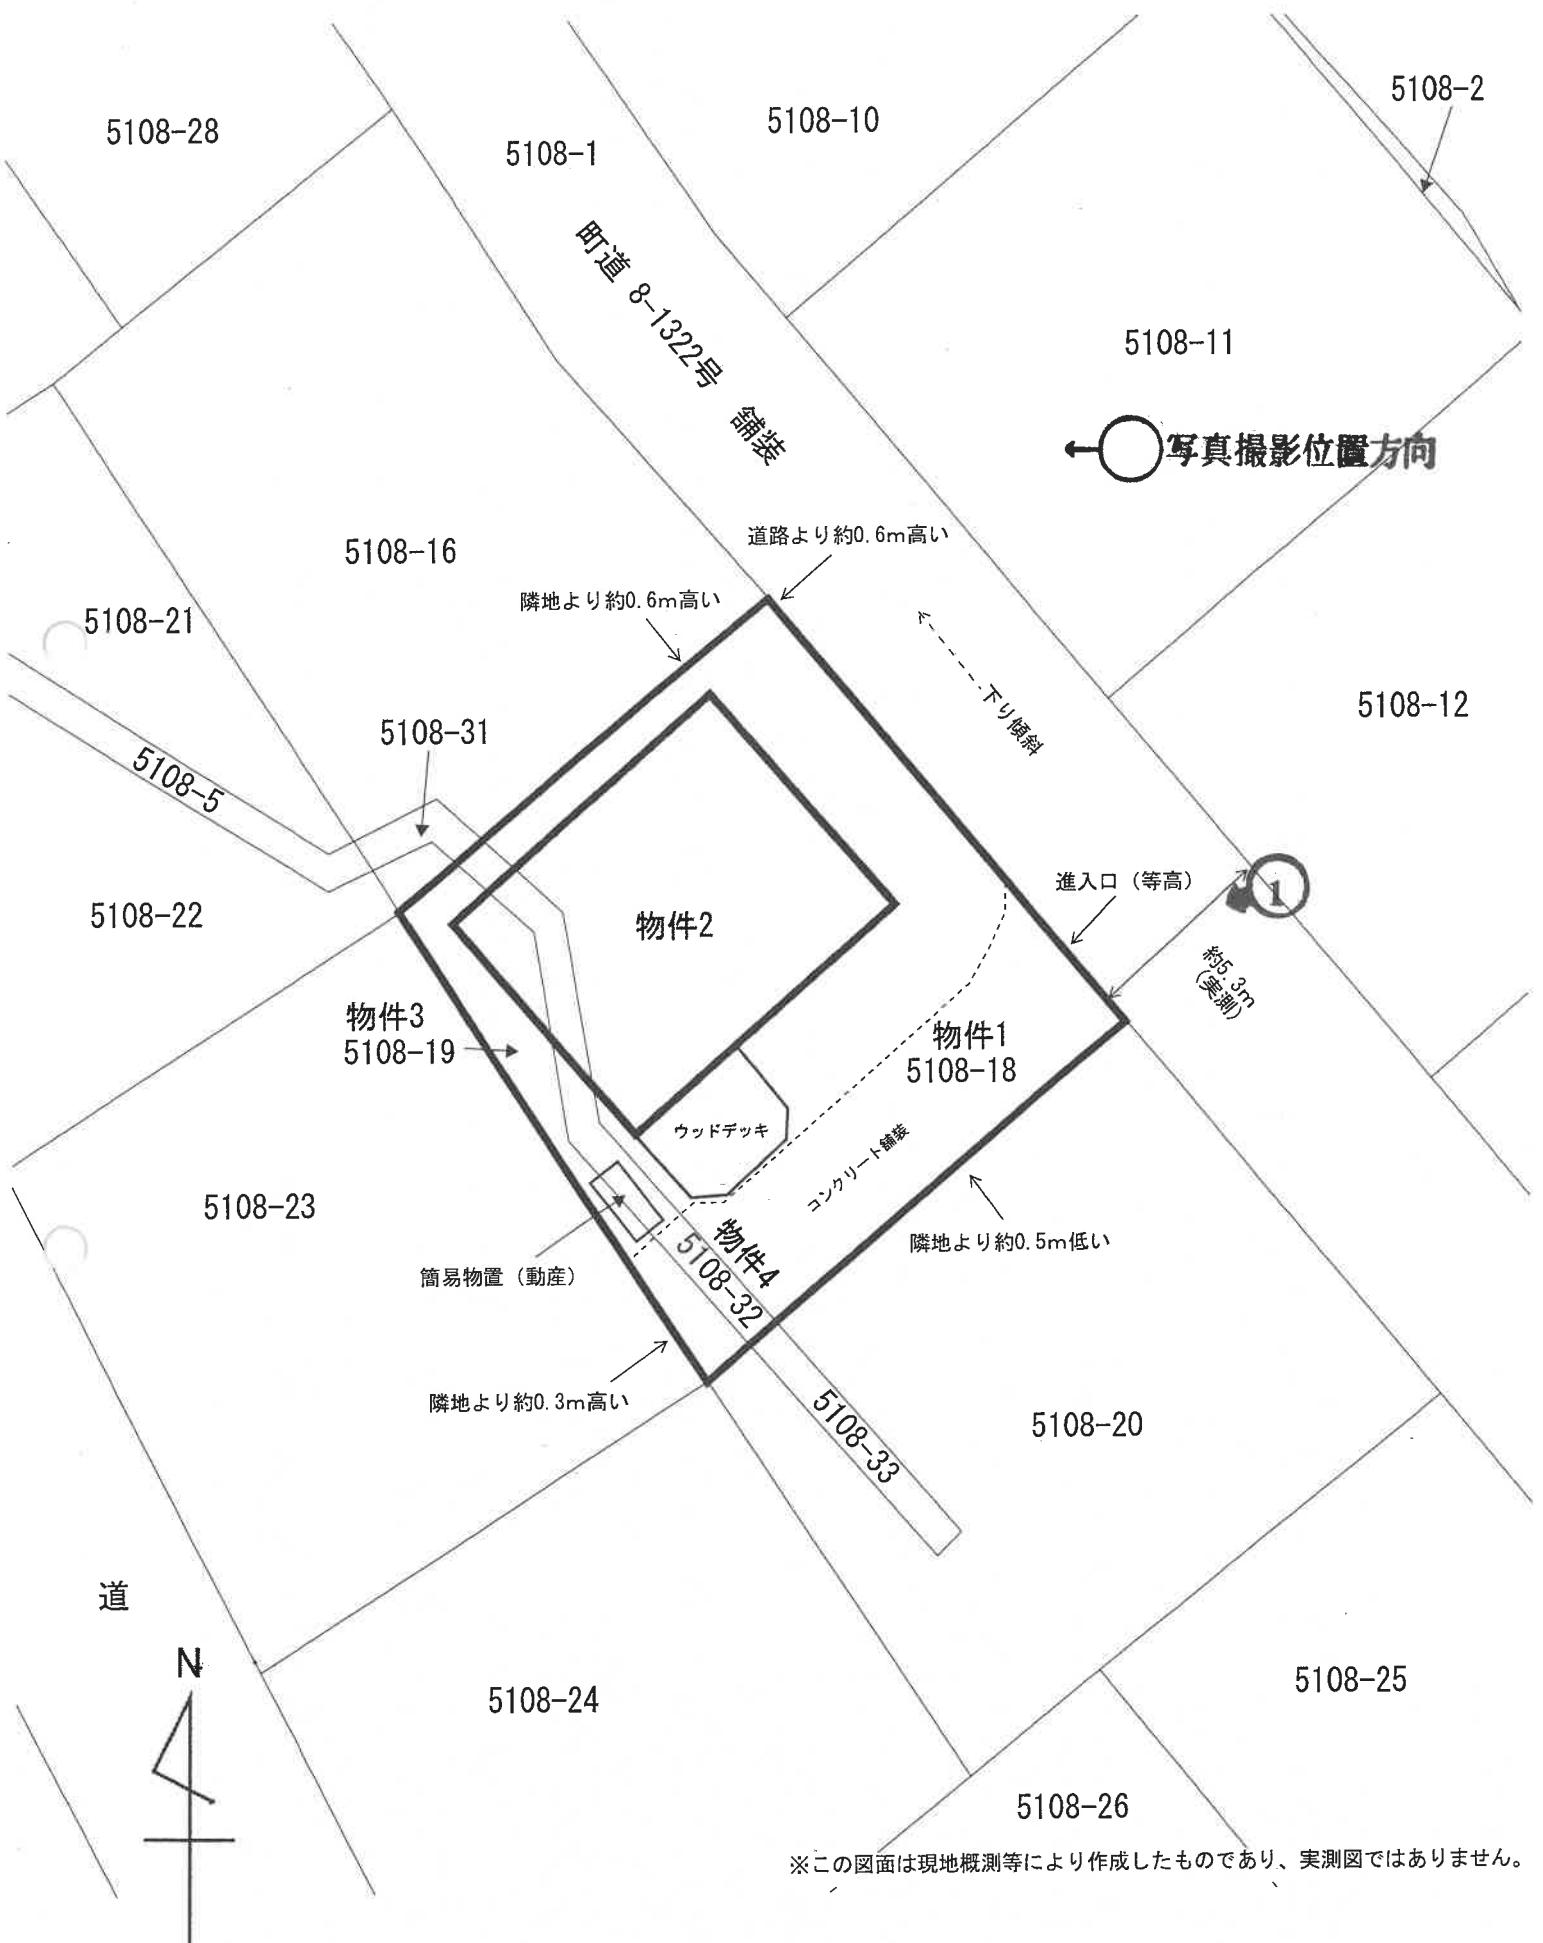 5108-2
5108-28
5108-1
5108-10
町道 8-1322号 舗装
5108-11
写真撮影位置方向
道路より約0.6m高い
5108-16
隣地より約0.6m高い
5108-21
下り傾斜
5108-12
5108-31
5108-5
進入口（等高）
1
5108-22
物件2
約5.3m
（実測）
物件3
5108-19
物件1
5108-18
ウッドデッキ
コンクリート舗装
5108-23
物件4
5108-32
隣地より約0.5m低い
簡易物置（動産）
隣地より約0.3m高い
5108-33
5108-20
道
N
5108-24
5108-25
5108-26
※この図面は現地概測等により作成したものであり、実測図ではありません。